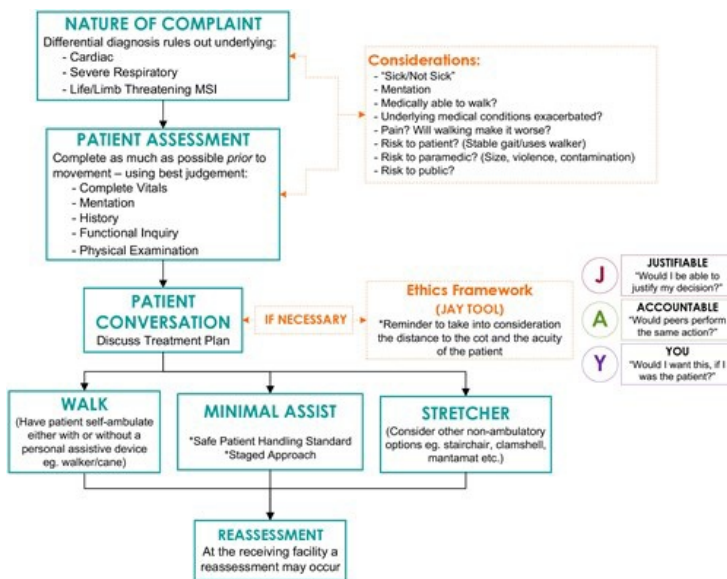 NATURE OF COMPLAINT
Differential diagnosis rules out underlying:
- Cardiac
- Severe Respiratory
- Life/Limb Threatening MSI
Considerations:
- "Sick/Not Sick"
- Mentation
- Medically able to walk?
- Underlying medical conditions exacerbated?
- Pain? Will walking make it worse?
- Risk to patient? (Stable gait/uses walker)
- Risk to paramedic? (Size, violence, contamination)
- Risk to public?
PATIENT ASSESSMENT
Complete as much as possible prior to
movement – using best judgement:
- Complete Vitals
- Mentation
- History
- Functional Inquiry
- Physical Examination
PATIENT
CONVERSATION
Discuss Treatment Plan
IF NECESSARY
Ethics Framework
(JAY TOOL)
*Reminder to take into consideration
the distance to the cot and the acuity
of the patient
J
JUSTIFIABLE
"Would I be able to
justify my decision?"
A
ACCOUNTABLE
"Would peers perform
the same action?"
Y
YOU
"Would I want this, if I
was the patient?"
WALK
(Have patient self-ambulate
either with or without a
personal assistive device
eg. walker/cane)
MINIMAL ASSIST
*Safe Patient Handling Standard
*Staged Approach
STRETCHER
(Consider other non-ambulatory
options eg. stairchair, clamshell,
mantamat etc.)
REASSESSMENT
At the receiving facility a
reassessment may occur